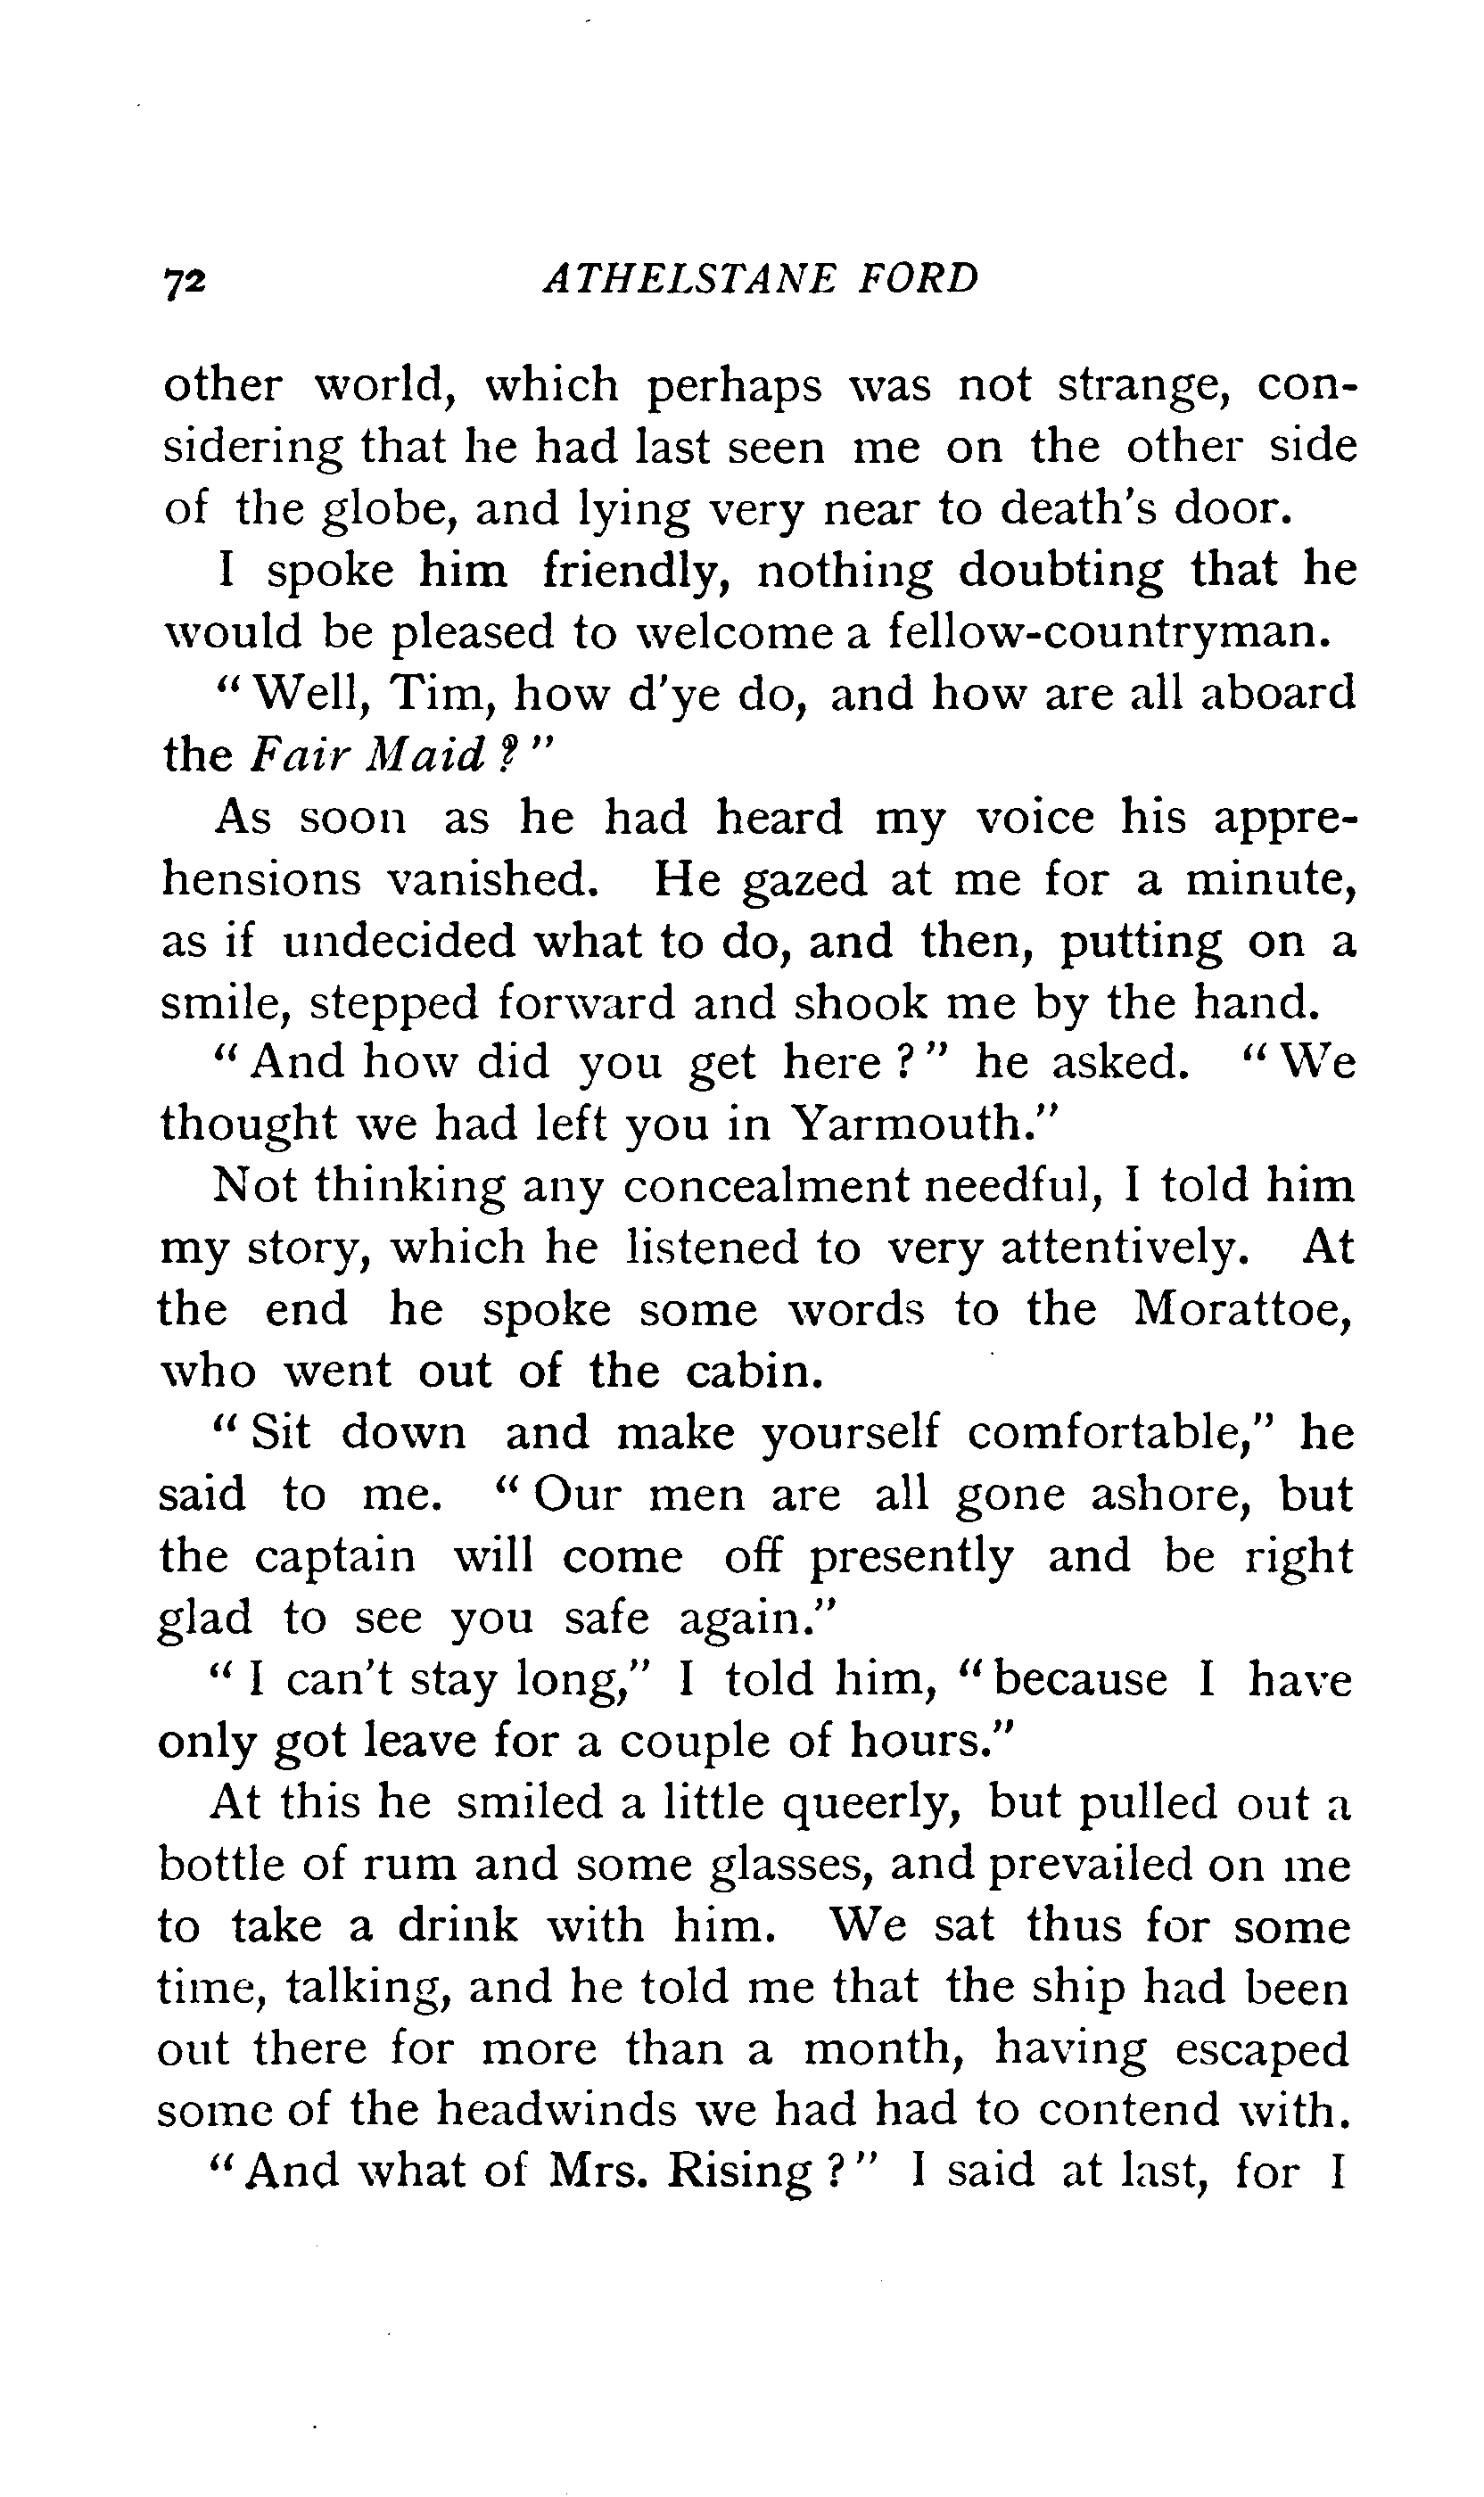 72 ATHELSTANE FORD
other world, which perhaps was not strange, con-
sidering that he had last seen me on the other side
of the globe, and lying very near to death's door.
I spoke him friendly, nothing doubting that he
would be pleased to welcome a fellow-countryman.
"Well, Tim, how d'ye do, and how are all aboard
the Fair Maid?"
As soon as he had heard my voice his appre-
hensions vanished. He gazed at me for a minute,
as if undecided what to do, and then, putting on a
smile, stepped forward and shook me by the hand.
"And how did you get here?" he asked. "We
thought we had left you in Yarmouth."
Not thinking any concealment needful, I told him
my story, which he listened to very attentively. At
the end he spoke some words to the Morattoe,
who went out of the cabin.
"Sit down and make yourself comfortable," he
said to me. "Our men are all gone ashore, but
the captain will come off presently and be right
glad to see you safe again."
"I can't stay long," I told him, "because I have
only got leave for a couple of hours."
At this he smiled a little queerly, but pulled out a
bottle of rum and some glasses, and prevailed on me
to take a drink with him. We sat thus for some
time, talking, and he told me that the ship had been
out there for more than a month, having escaped
some of the headwinds we had had to contend with.
"And what of Mrs. Rising?" I said at last, for I